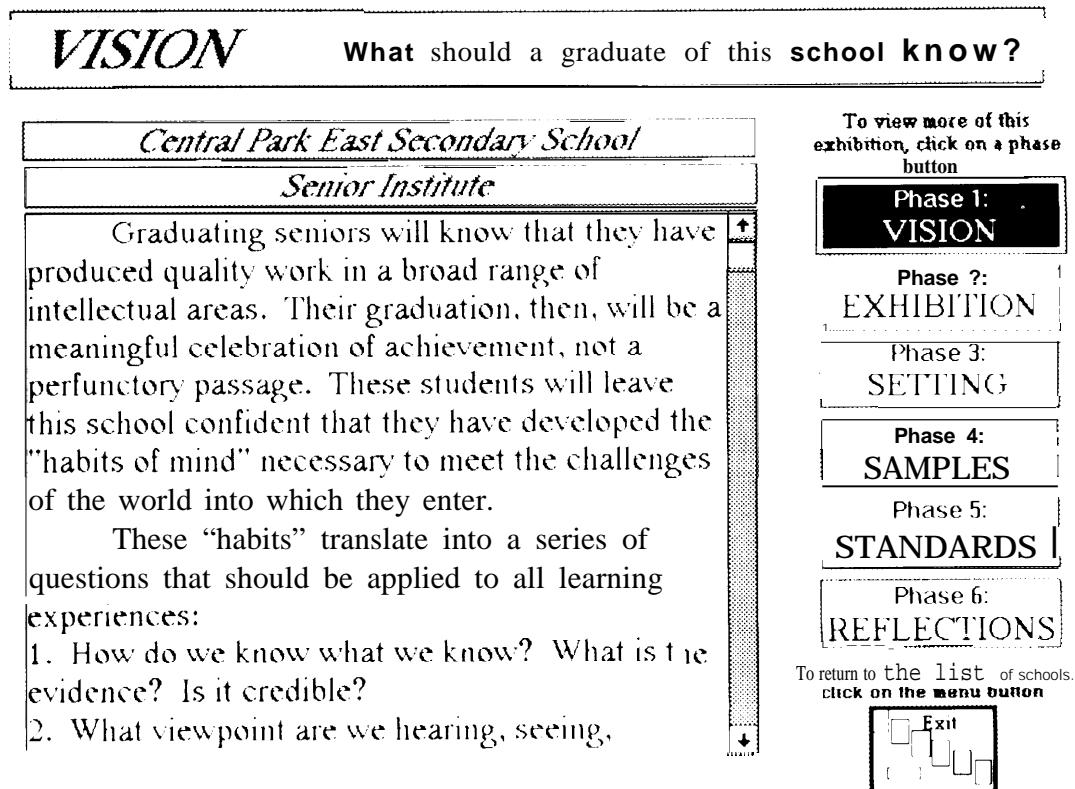 VISION What should a graduate of this school know?
Central Park East Secondary School
Senior Institute
Graduating seniors will know that they have
produced quality work in a broad range of
intellectual areas. Their graduation, then, will be a
meaningful celebration of achievement, not a
perfunctory passage. These students will leave
this school confident that they have developed the
"habits of mind" necessary to meet the challenges
of the world into which they enter.
These “habits” translate into a series of
questions that should be applied to all learning
experiences:
1. How do we know what we know? What is the
evidence? Is it credible?
2. What viewpoint are we hearing, seeing,
To view more of this
exhibition, click on a phase
button
Phase 1:
VISION
Phase ?:
EXHIBITION
Phase 3:
SETTING
Phase 4:
SAMPLES
Phase 5:
STANDARDS
Phase 6:
REFLECTIONS
To return to the list of schools.
click on the menu button
Exit